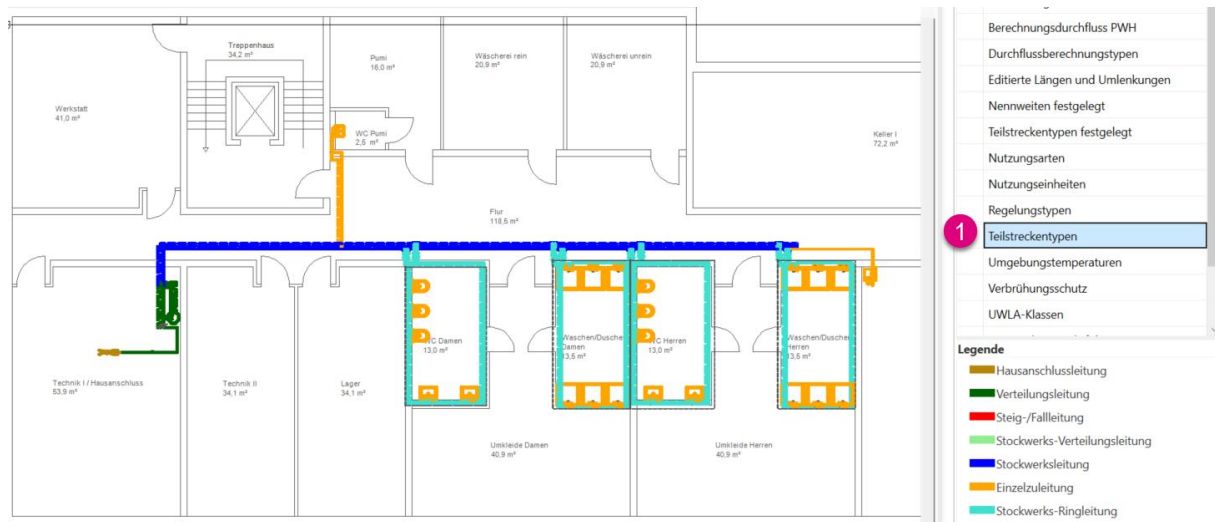 Treppenhaus
34,2 m²
Pumi
16,0 m²
Wäscherei rein
20,9 m²
Wäscherei unrein
20,9 m²
Werkstatt
41,0 m²
WC Pumi
2,5 m²
Keller I
72,2 m²
Flur
118,5 m²
WC Damen
13,0 m²
Waschen/Dusche
Damen
13,5 m²
WC Herren
13,0 m²
Waschen/Dusche
Herren
13,5 m²
Technik I / Hausanschluss
53,9 m²
Technik II
34,1 m²
Lager
34,1 m²
Umkleide Damen
40,9 m²
Umkleide Herren
40,9 m²
Berechnungsdurchfluss PWH
Durchflussberechnungstypen
Editierte Längen und Umlenkungen
Nennweiten festgelegt
Teilstreckentypen festgelegt
Nutzungsarten
Nutzungseinheiten
Regelungstypen
1
Teilstreckentypen
Umgebungstemperaturen
Verbrühungsschutz
UWLA-Klassen
Legende
Hausanschlussleitung
Verteilungsleitung
Steig-/Fallleitung
Stockwerks-Verteilungsleitung
Stockwerksleitung
Einzelzuleitung
Stockwerks-Ringleitung